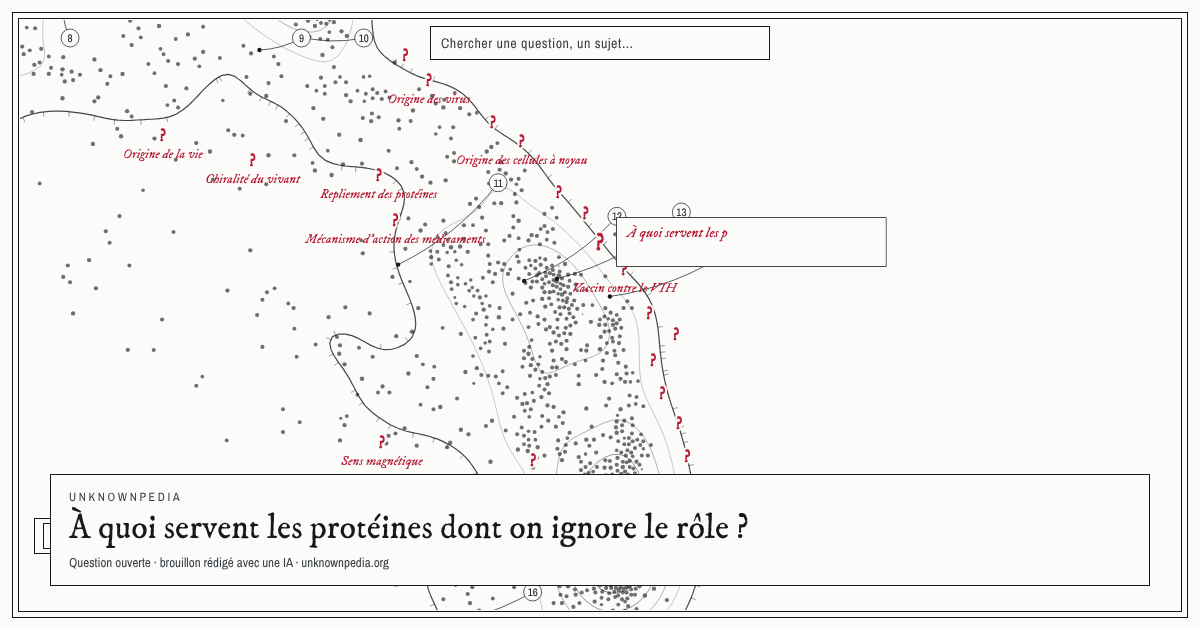 8
9
10
Chercher une question, un sujet…
?
?
Origine des virus
?
?
?
Origine de la vie
Origine des cellules à noyau
?
Chiralité du vivant
?
Repliement des protéines
11
?
?
12
13
?
Mécanisme d'action des médicaments
?
À quoi servent les p
?
Vaccin contre le VIH
?
?
?
?
?
?
Sens magnétique
?
?
UNKNOWNPEDIA
À quoi servent les protéines dont on ignore le rôle ?
Question ouverte · brouillon rédigé avec une IA · unknownpedia.org
16